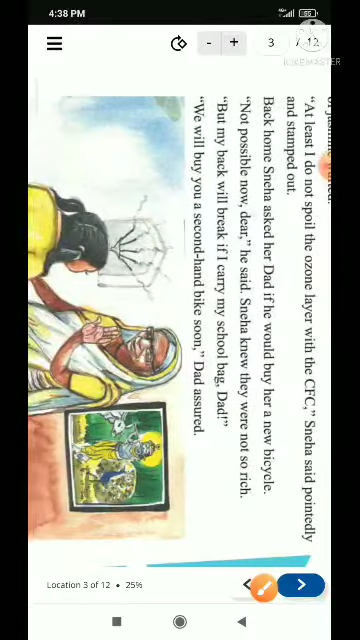 4:38 PM
3
/ 12
KINEMASTER
"At least I do not spoil the ozone layer with the CFC," Sneha said pointedly
and stamped out.
Back home Sneha asked her Dad if he would buy her a new bicycle.
"Not possible now, dear," he said. Sneha knew they were not so rich.
"But my back will break if I carry my school bag, Dad!"
"We will buy you a second-hand bike soon," Dad assured.
Location 3 of 12 • 25%